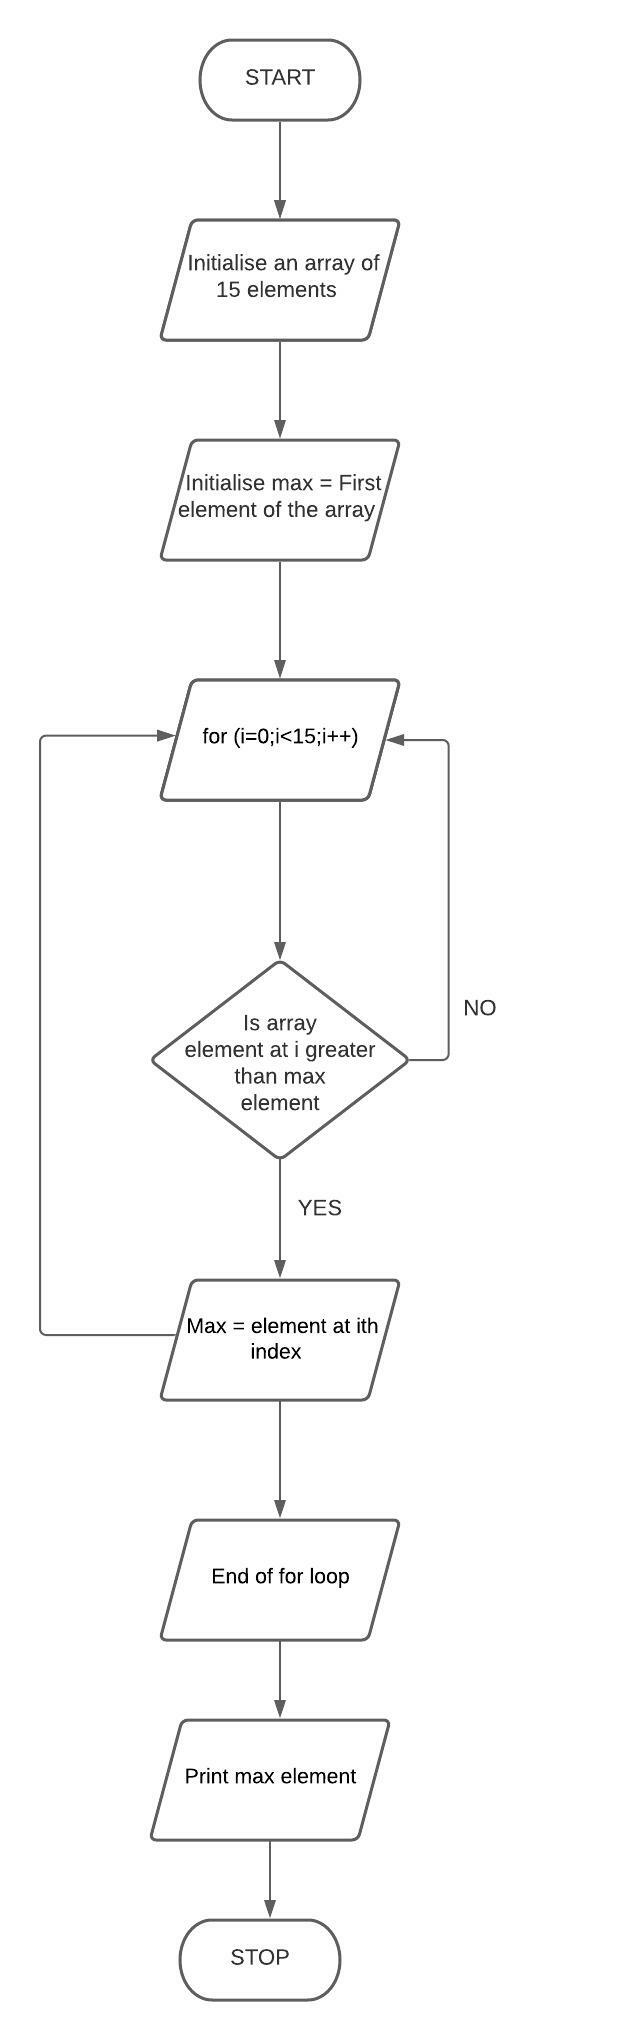 START
Initialise an array of
15 elements
Initialise max = First
element of the array
for (i=0;i<15;i++)
Is array
element at i greater
than max
element
NO
YES
Max = element at ith
index
End of for loop
Print max element
STOP